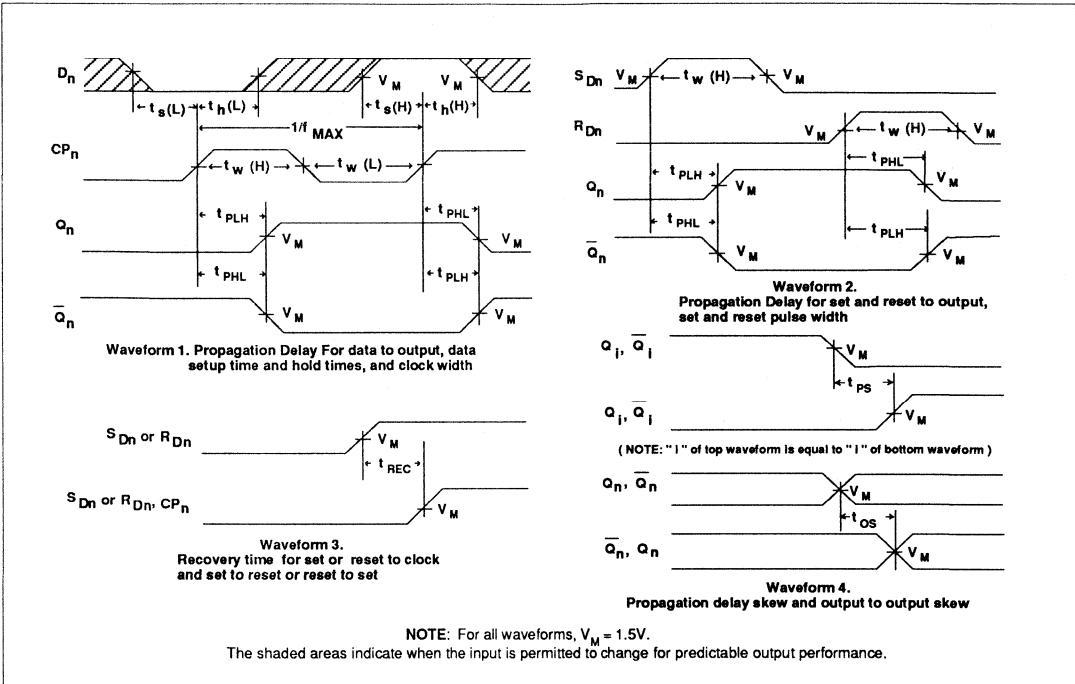 Dn
VM VM
ts(L) th(L) ts(H) th(H)
1/fMAX
CPn
tw(H) tw(L)
Qn
tPLH tPHL
VM VM
tPHL tPLH
Q̅n
VM VM
Waveform 1. Propagation Delay For data to output, data
setup time and hold times, and clock width
SDn VM tw(H) VM
RDn VM tw(H) VM
tPLH tPHL
Qn VM VM
tPHL tPLH
Q̅n VM VM
Waveform 2.
Propagation Delay for set and reset to output,
set and reset pulse width
SDn or RDn VM
tREC
SDn or RDn, CPn VM
Waveform 3.
Recovery time for set or reset to clock
and set to reset or reset to set
Qi, Q̅i VM
tPS
Qi, Q̅i VM
( NOTE: " i " of top waveform is equal to " i " of bottom waveform )
Qn, Q̅n VM
tOS
Q̅n, Qn VM
Waveform 4.
Propagation delay skew and output to output skew
NOTE: For all waveforms, VM = 1.5V.
The shaded areas indicate when the input is permitted to change for predictable output performance.